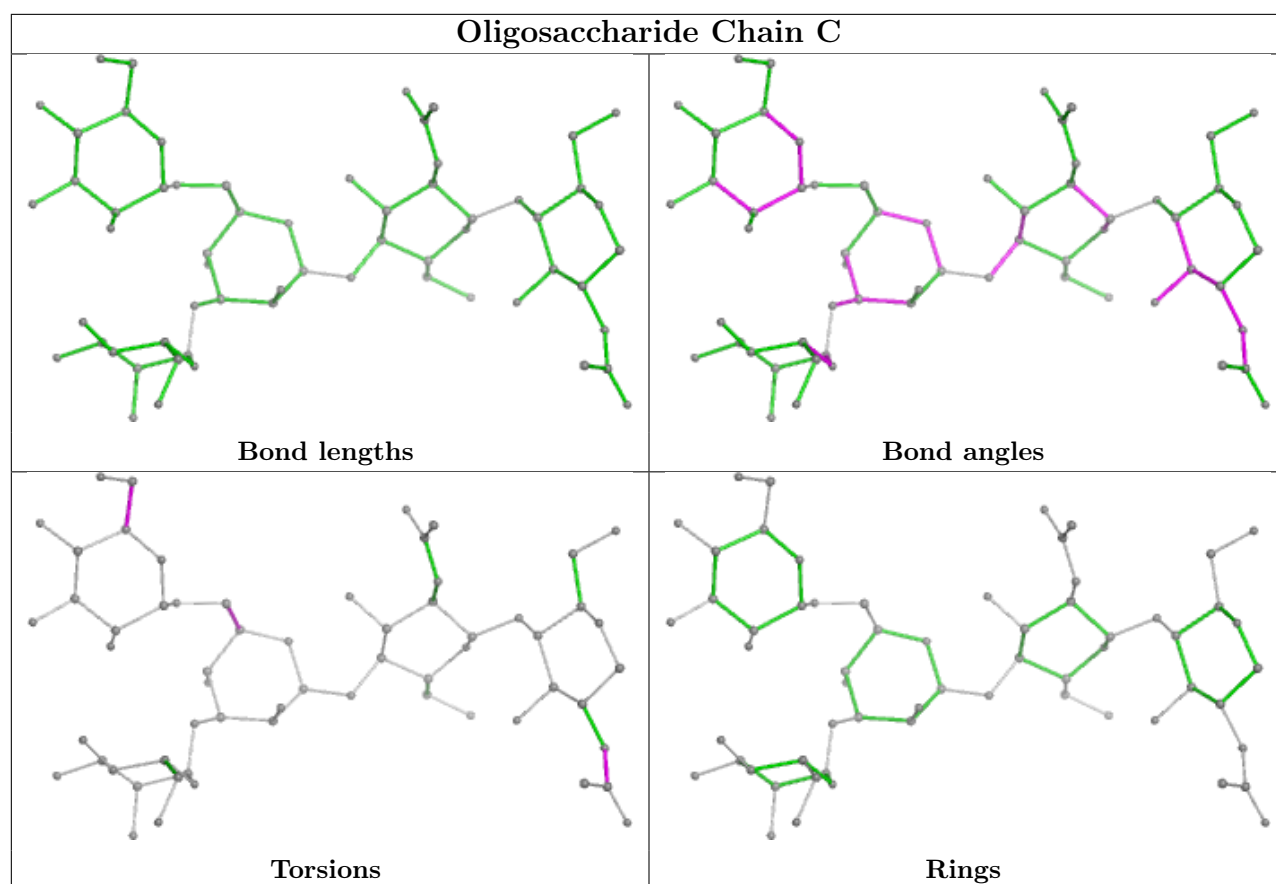 Oligosaccharide Chain C
Bond lengths
Bond angles
Torsions
Rings